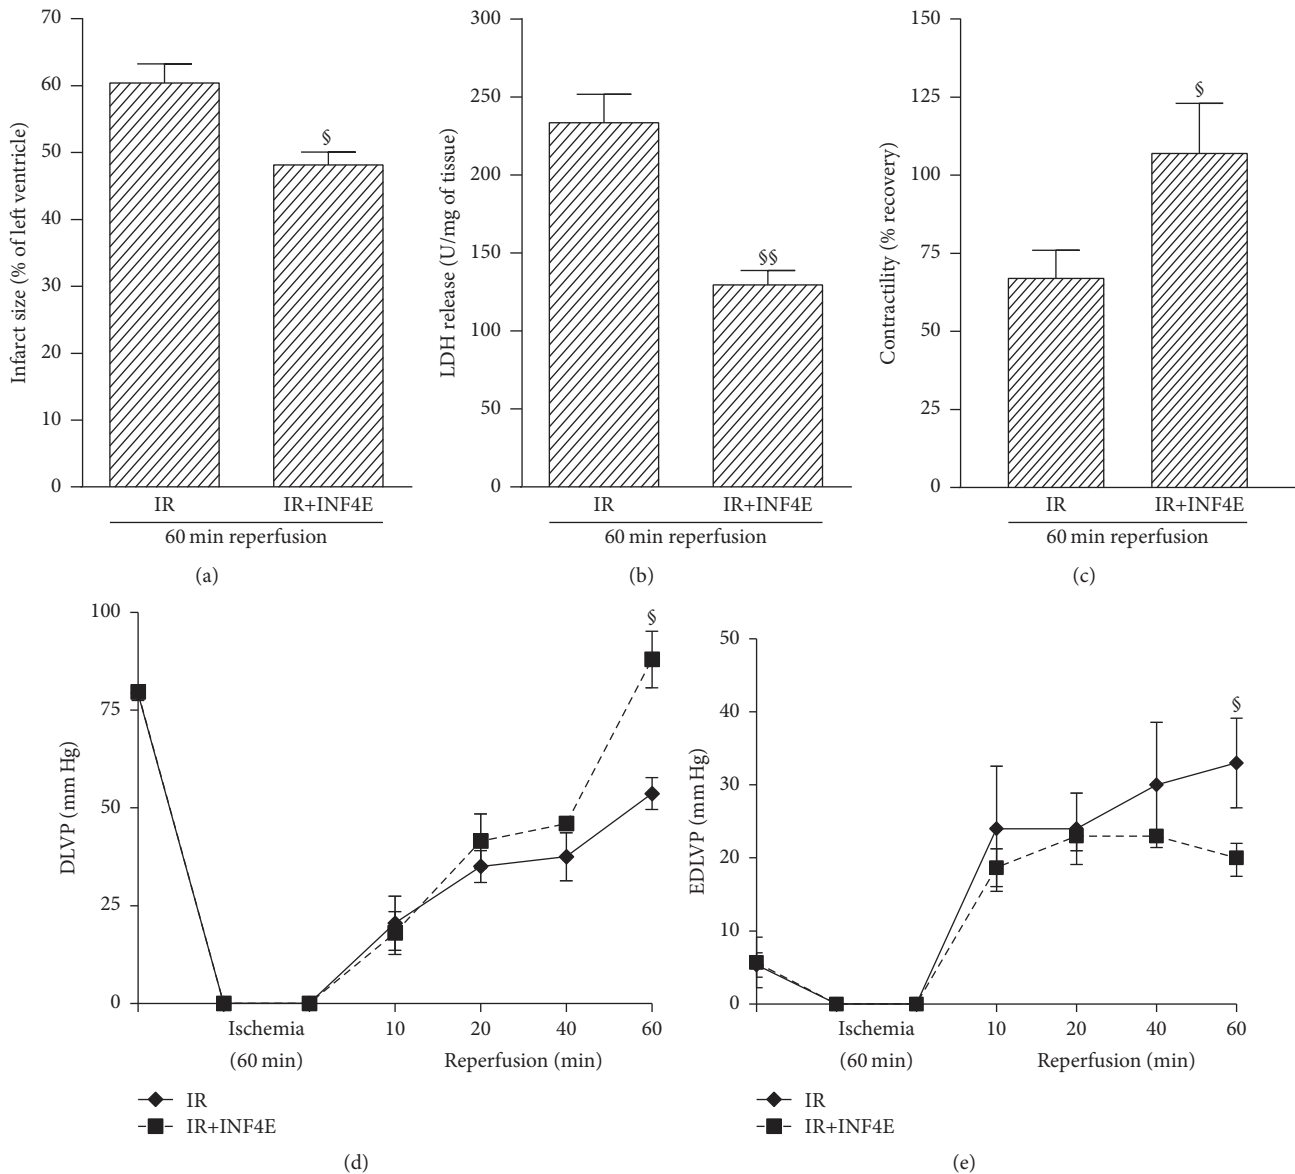 70
60
50
40
30
20
10
0
Infarct size (% of left ventricle)
§
IR IR+INF4E
60 min reperfusion
(a)
300
250
200
150
100
50
0
LDH release (U/mg of tissue)
§§
IR IR+INF4E
60 min reperfusion
(b)
150
125
100
75
50
25
0
Contractility (% recovery)
§
IR IR+INF4E
60 min reperfusion
(c)
100
75
50
25
0
DLVP (mm Hg)
§
Ischemia 10 20 40 60
(60 min) Reperfusion (min)
IR
IR+INF4E
(d)
50
40
30
20
10
0
EDLVP (mm Hg)
§
Ischemia 10 20 40 60
(60 min) Reperfusion (min)
IR
IR+INF4E
(e)